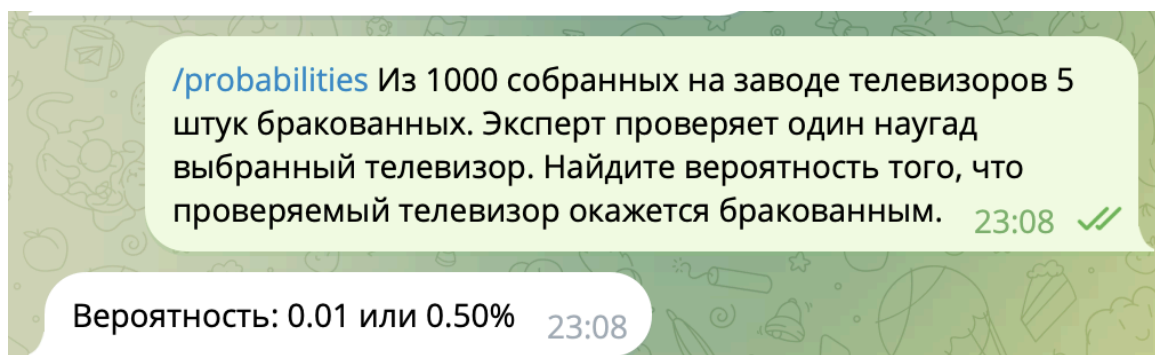 /probabilities Из 1000 собранных на заводе телевизоров 5
штук бракованных. Эксперт проверяет один наугад
выбранный телевизор. Найдите вероятность того, что
проверяемый телевизор окажется бракованным. 23:08
Вероятность: 0.01 или 0.50% 23:08